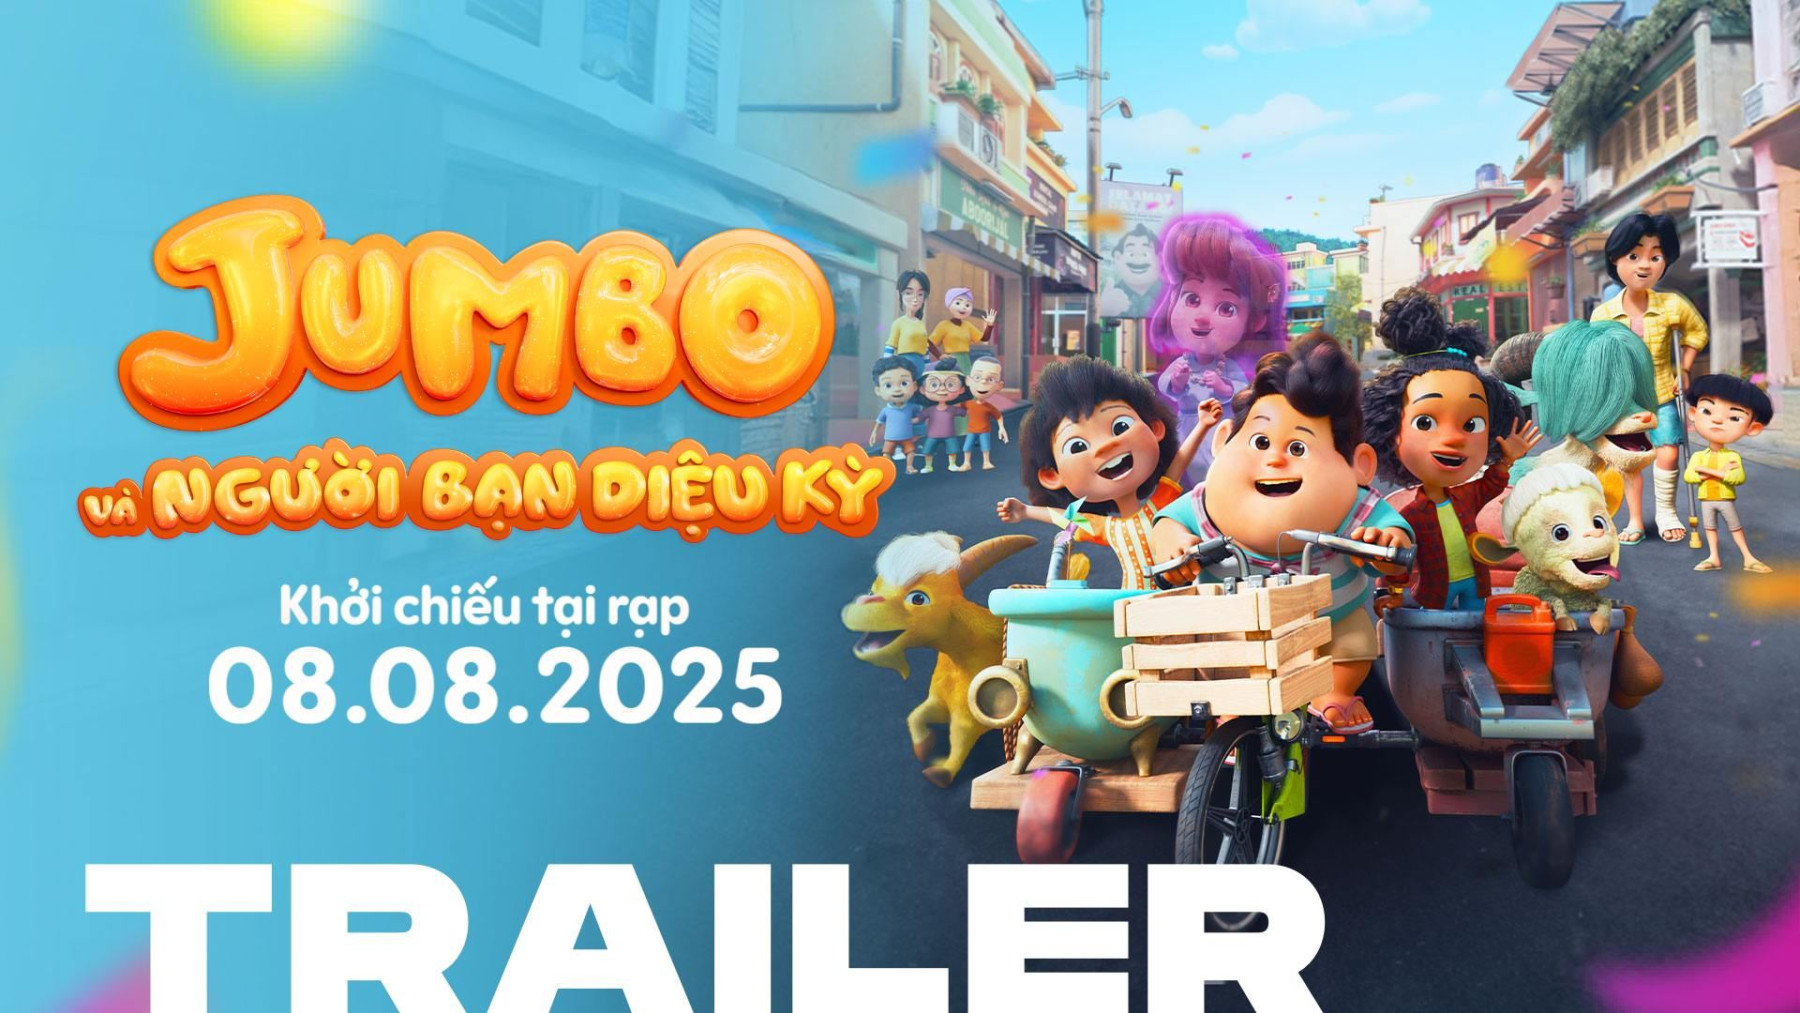 JUMBO
VÀ NGƯỜI BẠN DIỆU KỲ
Khởi chiếu tại rạp
08.08.2025
TRAILER